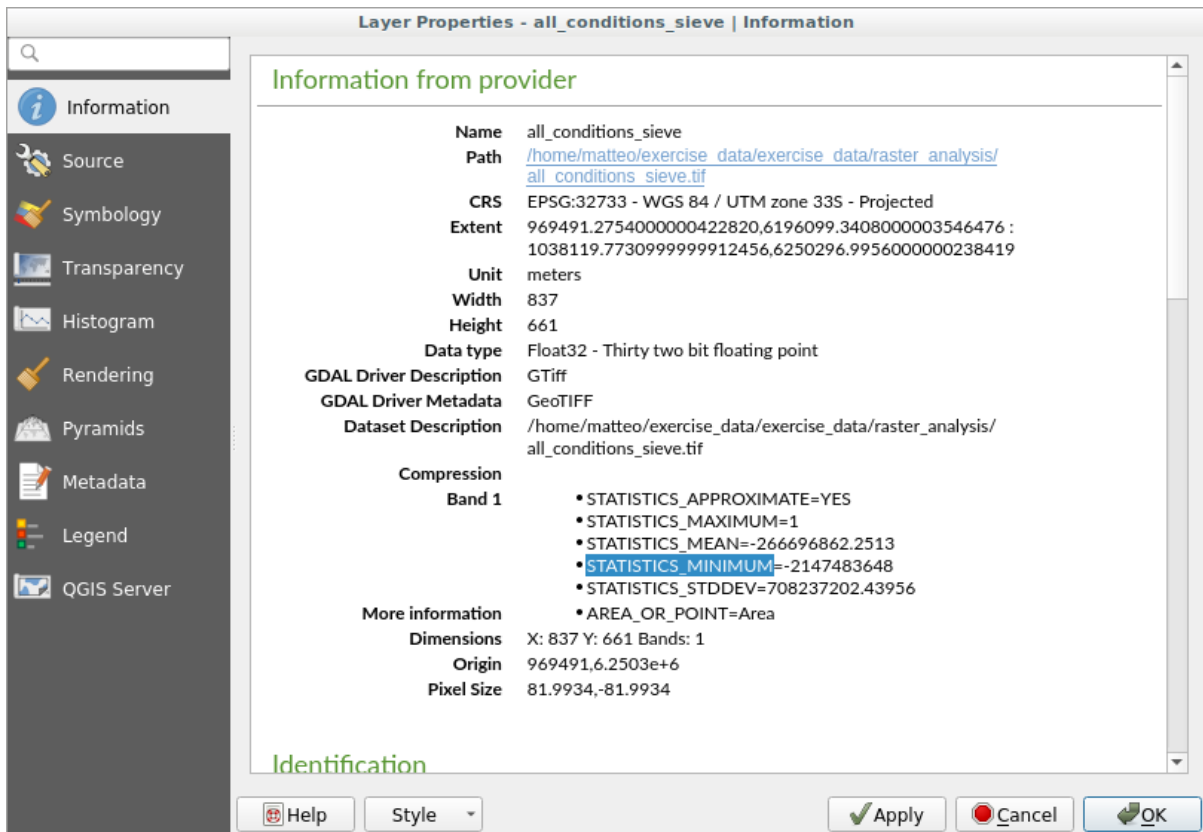 Layer Properties - all_conditions_sieve | Information
Information
Source
Symbology
Transparency
Histogram
Rendering
Pyramids
Metadata
Legend
QGIS Server
Information from provider
Name all_conditions_sieve
Path /home/matteo/exercise_data/exercise_data/raster_analysis/
all_conditions_sieve.tif
CRS EPSG:32733 - WGS 84 / UTM zone 33S - Projected
Extent 969491.2754000000422820,6196099.3408000003546476 :
1038119.7730999999912456,6250296.9956000000238419
Unit meters
Width 837
Height 661
Data type Float32 - Thirty two bit floating point
GDAL Driver Description GTiff
GDAL Driver Metadata GeoTIFF
Dataset Description /home/matteo/exercise_data/exercise_data/raster_analysis/
all_conditions_sieve.tif
Compression
Band 1 • STATISTICS_APPROXIMATE=YES
• STATISTICS_MAXIMUM=1
• STATISTICS_MEAN=-266696862.2513
• STATISTICS_MINIMUM=-2147483648
• STATISTICS_STDDEV=708237202.43956
More information • AREA_OR_POINT=Area
Dimensions X: 837 Y: 661 Bands: 1
Origin 969491,6.2503e+6
Pixel Size 81.9934,-81.9934
Identification
Help Style Apply Cancel OK